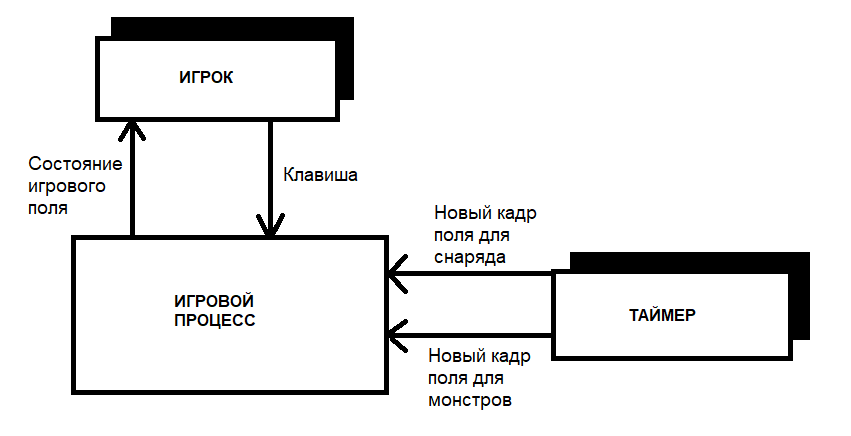 ИГРОК
Состояние
игрового
поля
Клавиша
Новый кадр
поля для
снаряда
ИГРОВОЙ
ПРОЦЕСС
ТАЙМЕР
Новый кадр
поля для
монстров